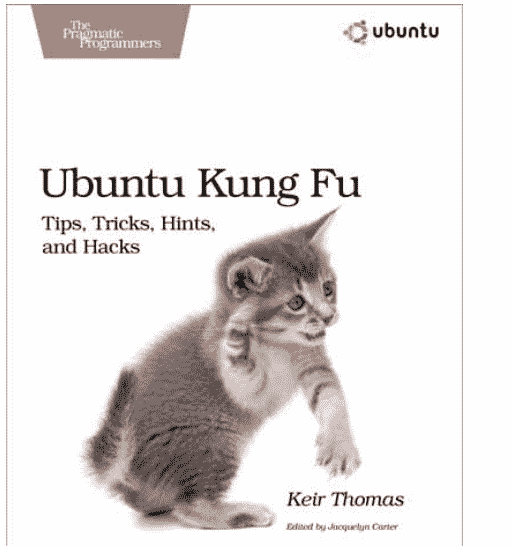 The
Pragmatic
Programmers
ubuntu
Ubuntu Kung Fu
Tips, Tricks, Hints,
and Hacks
Keir Thomas
Edited by Jacquelyn Carter